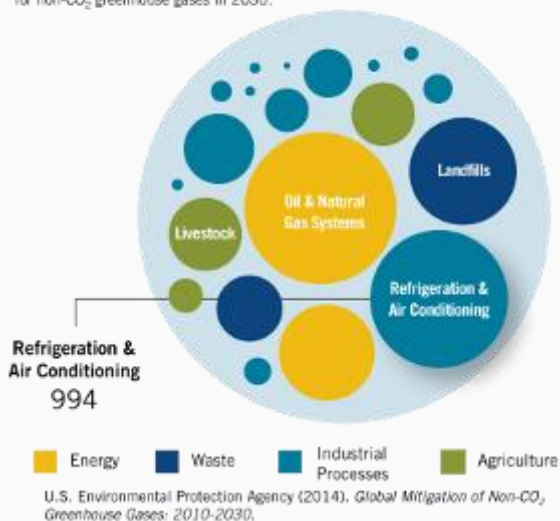 for non-CO₂ greenhouse gases in 2030.
Landfills
Oil & Natural
Gas Systems
Livestock
Refrigeration &
Air Conditioning
Refrigeration &
Air Conditioning
994
Energy
Waste
Industrial
Processes
Agriculture
U.S. Environmental Protection Agency (2014). Global Mitigation of Non-CO₂
Greenhouse Gases: 2010-2030.